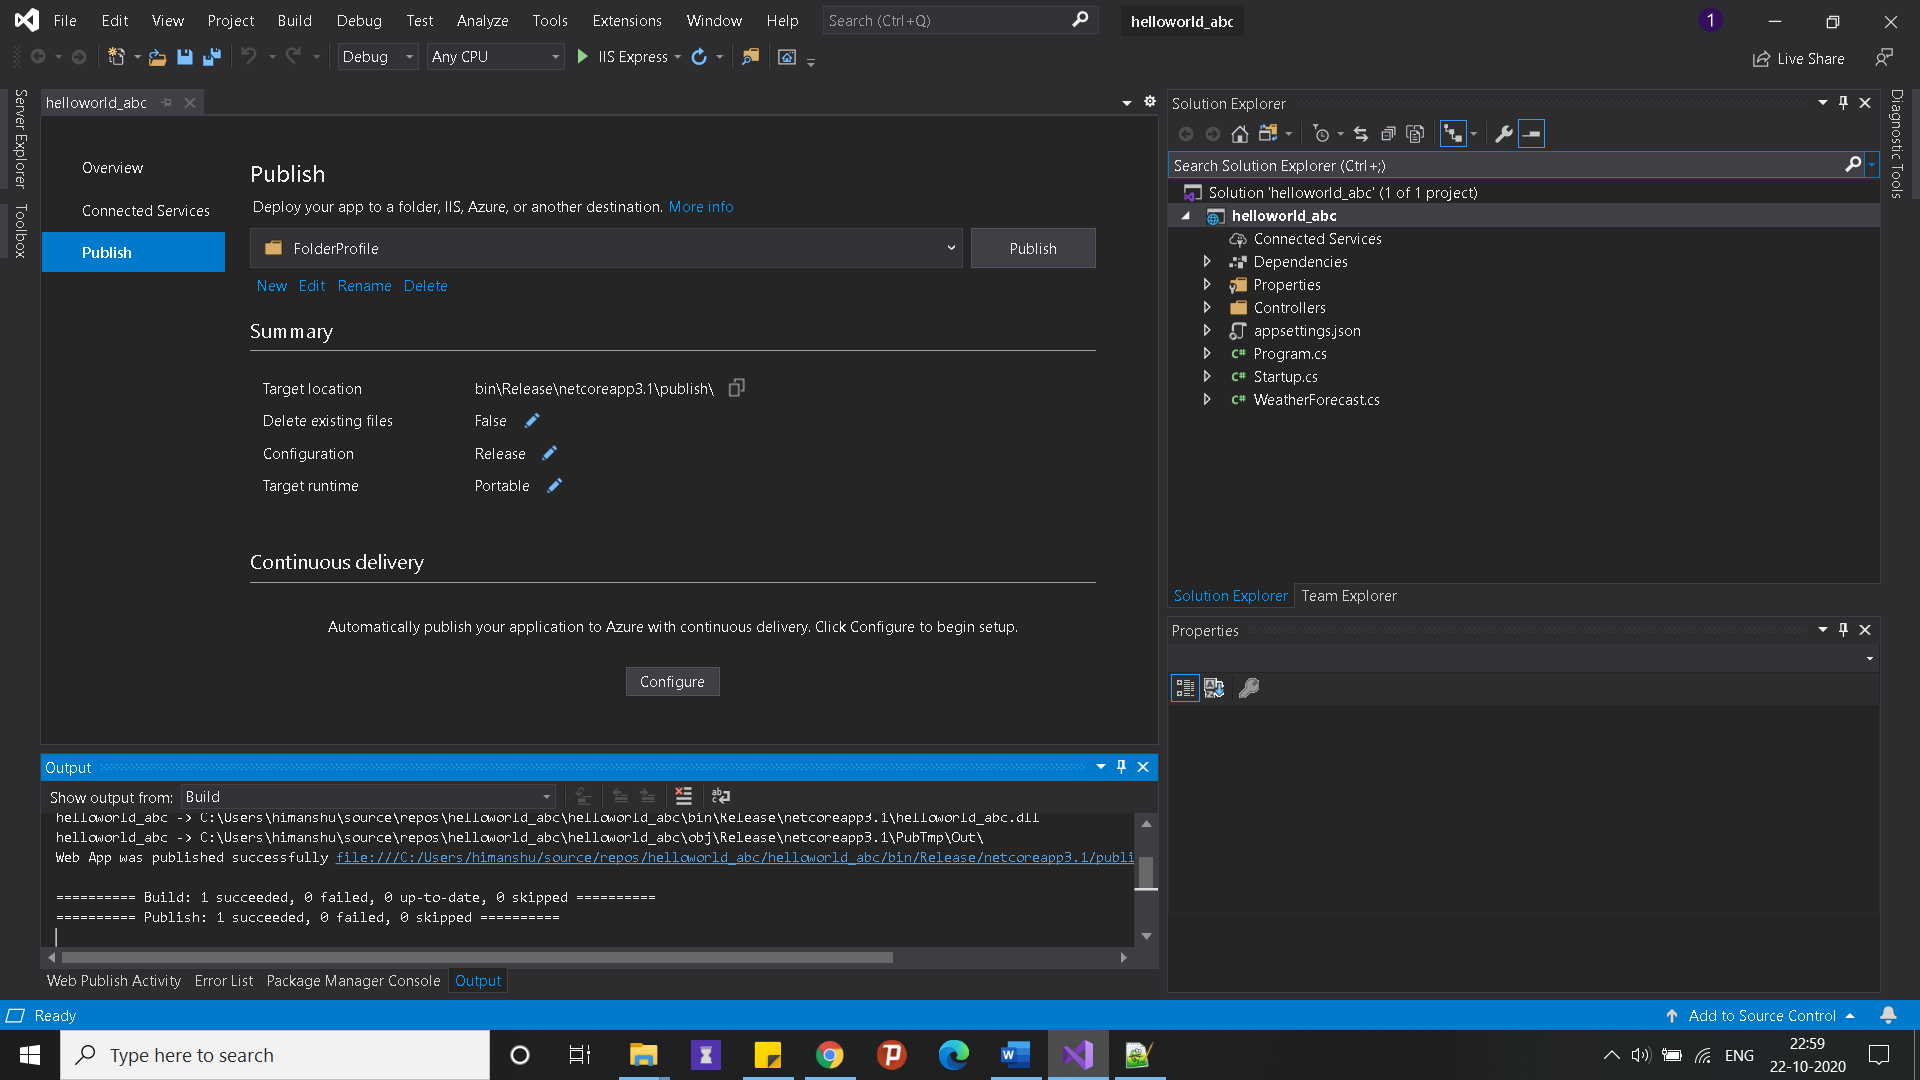 File Edit View Project Build Debug Test Analyze Tools Extensions Window Help Search (Ctrl+Q) helloworld_abc 1
Debug Any CPU IIS Express Live Share
Server Explorer
Toolbox
helloworld_abc
Overview
Connected Services
Publish
Publish
Deploy your app to a folder, IIS, Azure, or another destination. More info
FolderProfile Publish
New Edit Rename Delete
Summary
Target location bin\Release\netcoreapp3.1\publish\
Delete existing files False
Configuration Release
Target runtime Portable
Continuous delivery
Automatically publish your application to Azure with continuous delivery. Click Configure to begin setup.
Configure
Output
Show output from: Build
helloworld_abc -> C:\Users\himanshu\source\repos\helloworld_abc\helloworld_abc\bin\Release\netcoreapp3.1\helloworld_abc.dll
helloworld_abc -> C:\Users\himanshu\source\repos\helloworld_abc\helloworld_abc\obj\Release\netcoreapp3.1\PubTmp\Out\
Web App was published successfully file:///C:/Users/himanshu/source/repos/helloworld_abc/helloworld_abc/bin/Release/netcoreapp3.1/publi
========== Build: 1 succeeded, 0 failed, 0 up-to-date, 0 skipped ==========
========== Publish: 1 succeeded, 0 failed, 0 skipped ==========
Web Publish Activity Error List Package Manager Console Output
Solution Explorer
Search Solution Explorer (Ctrl+;)
Solution 'helloworld_abc' (1 of 1 project)
helloworld_abc
Connected Services
Dependencies
Properties
Controllers
appsettings.json
C# Program.cs
C# Startup.cs
C# WeatherForecast.cs
Solution Explorer Team Explorer
Properties
Diagnostic Tools
Ready Add to Source Control
Type here to search
ENG
22:59
22-10-2020